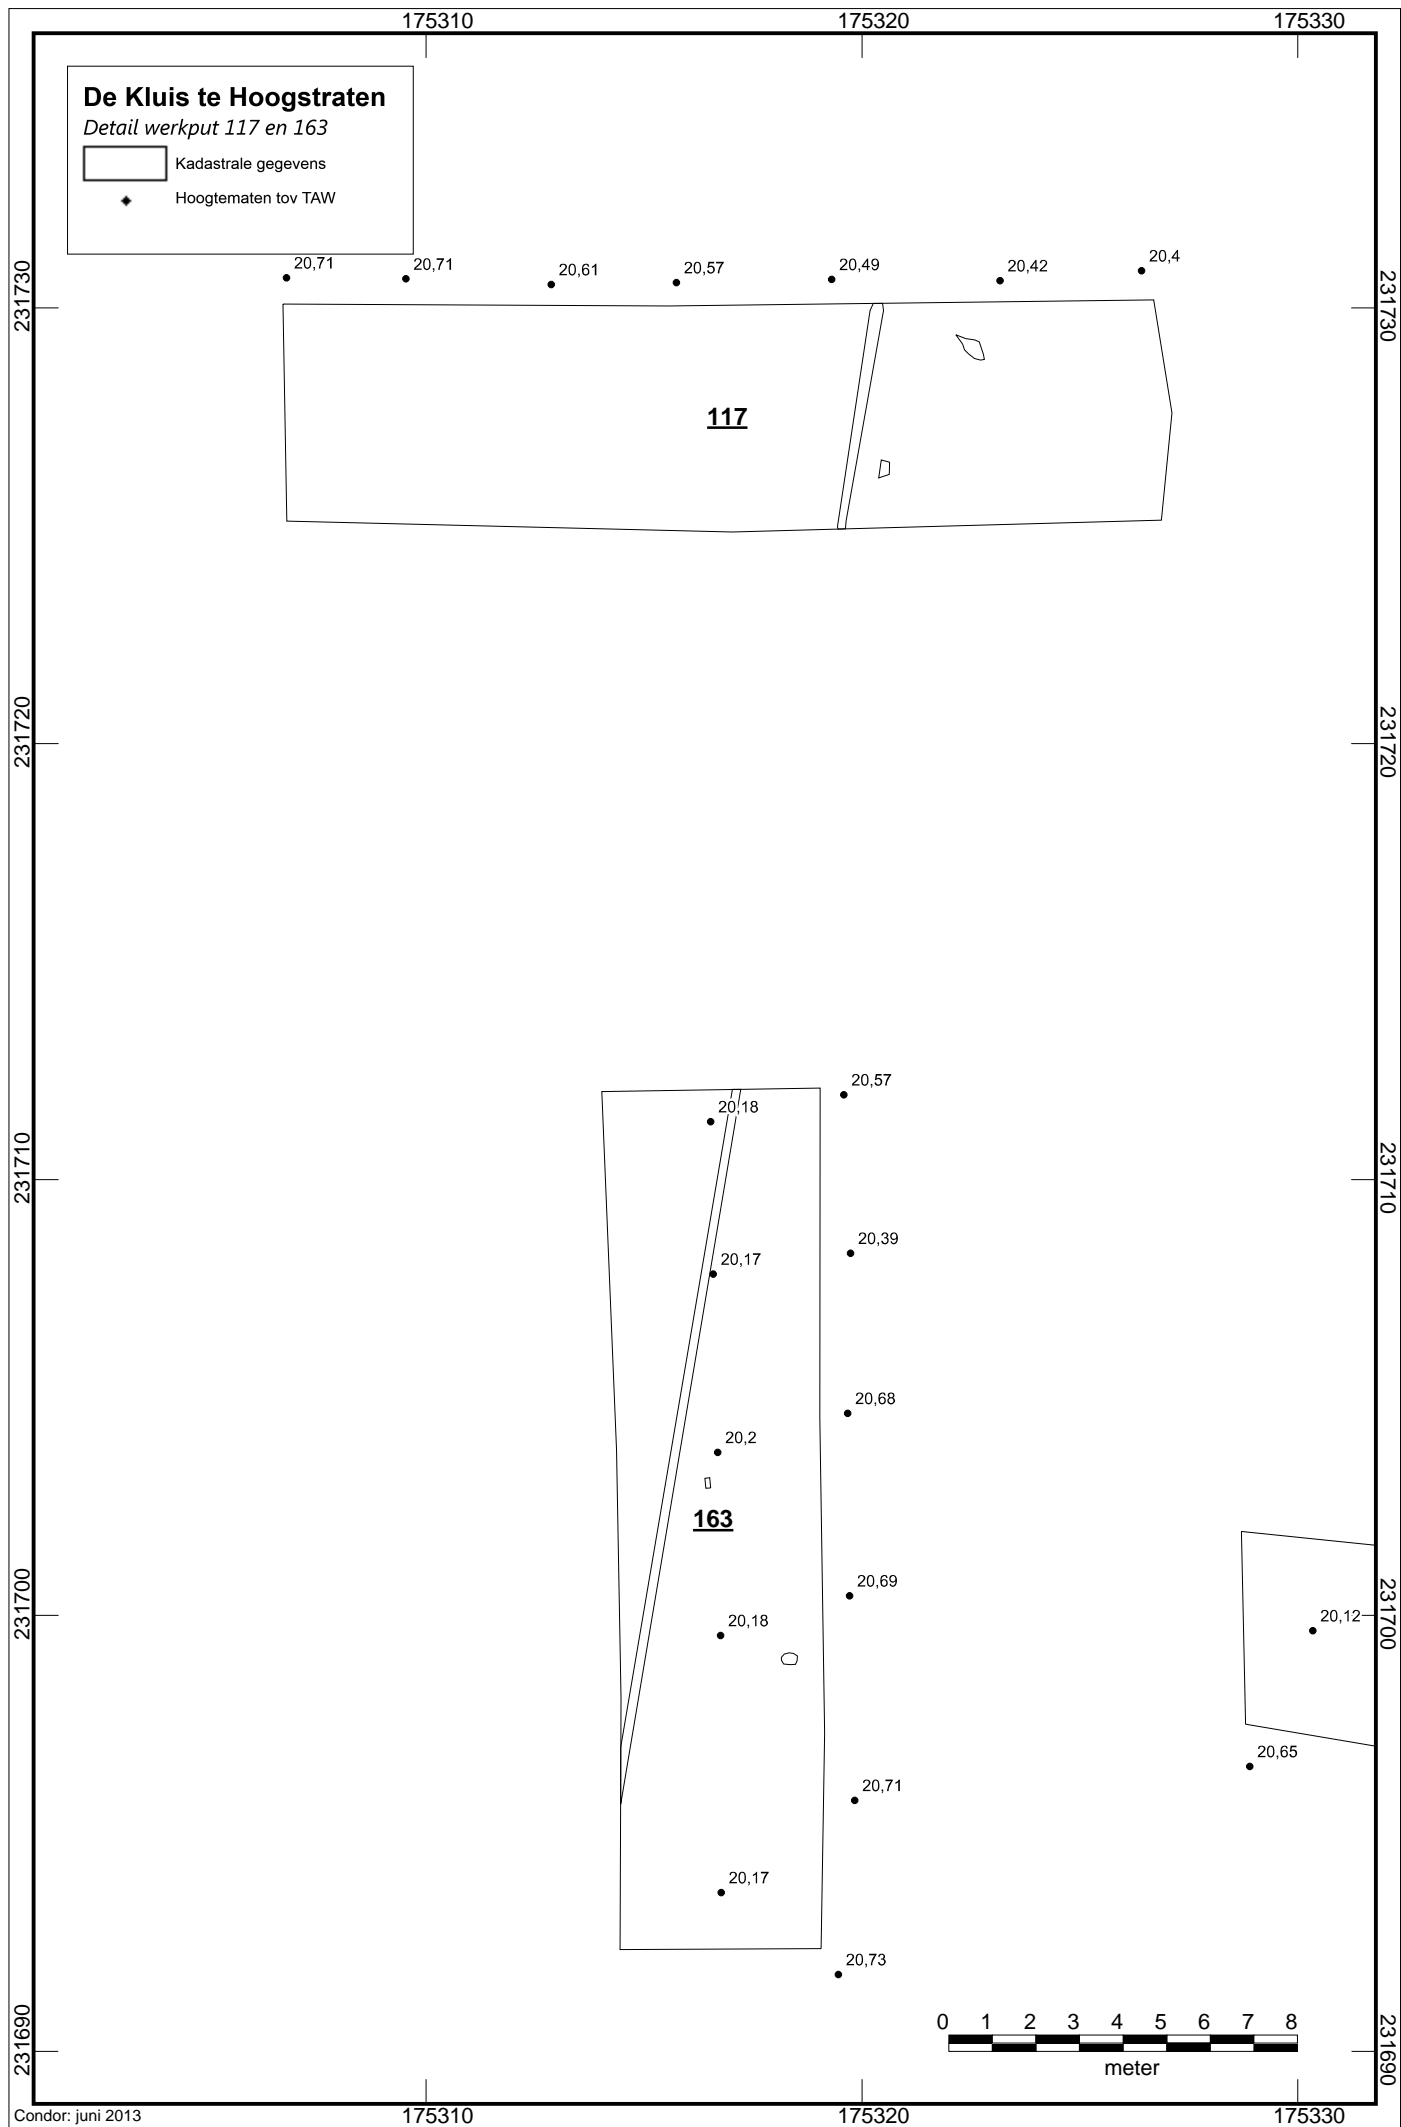 175310 175320 175330
De Kluis te Hoogstraten
Detail werkput 117 en 163
Kadastrale gegevens
Hoogtematen tov TAW
20,71 20,71 20,61 20,57 20,49 20,42 20,4
231730 231730
117
231720 231720
20,57
20,18
231710 231710
20,39
20,17
20,68
20,2
163
20,69
231700 231700
20,18 20,12
20,65
20,71
20,17
20,73
0 1 2 3 4 5 6 7 8
231690 231690
meter
Condor: juni 2013
175310 175320 175330